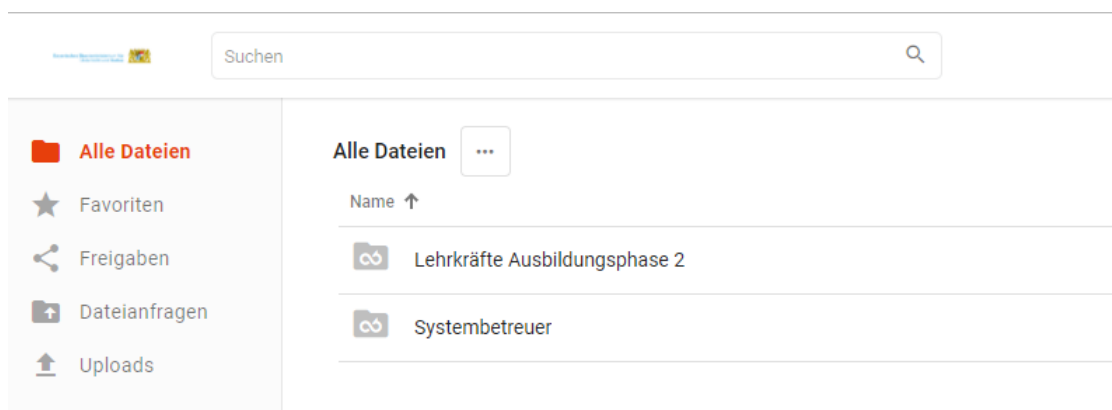 Suchen
Alle Dateien
Favoriten
Freigaben
Dateianfragen
Uploads
Alle Dateien
Name
Lehrkräfte Ausbildungsphase 2
Systembetreuer